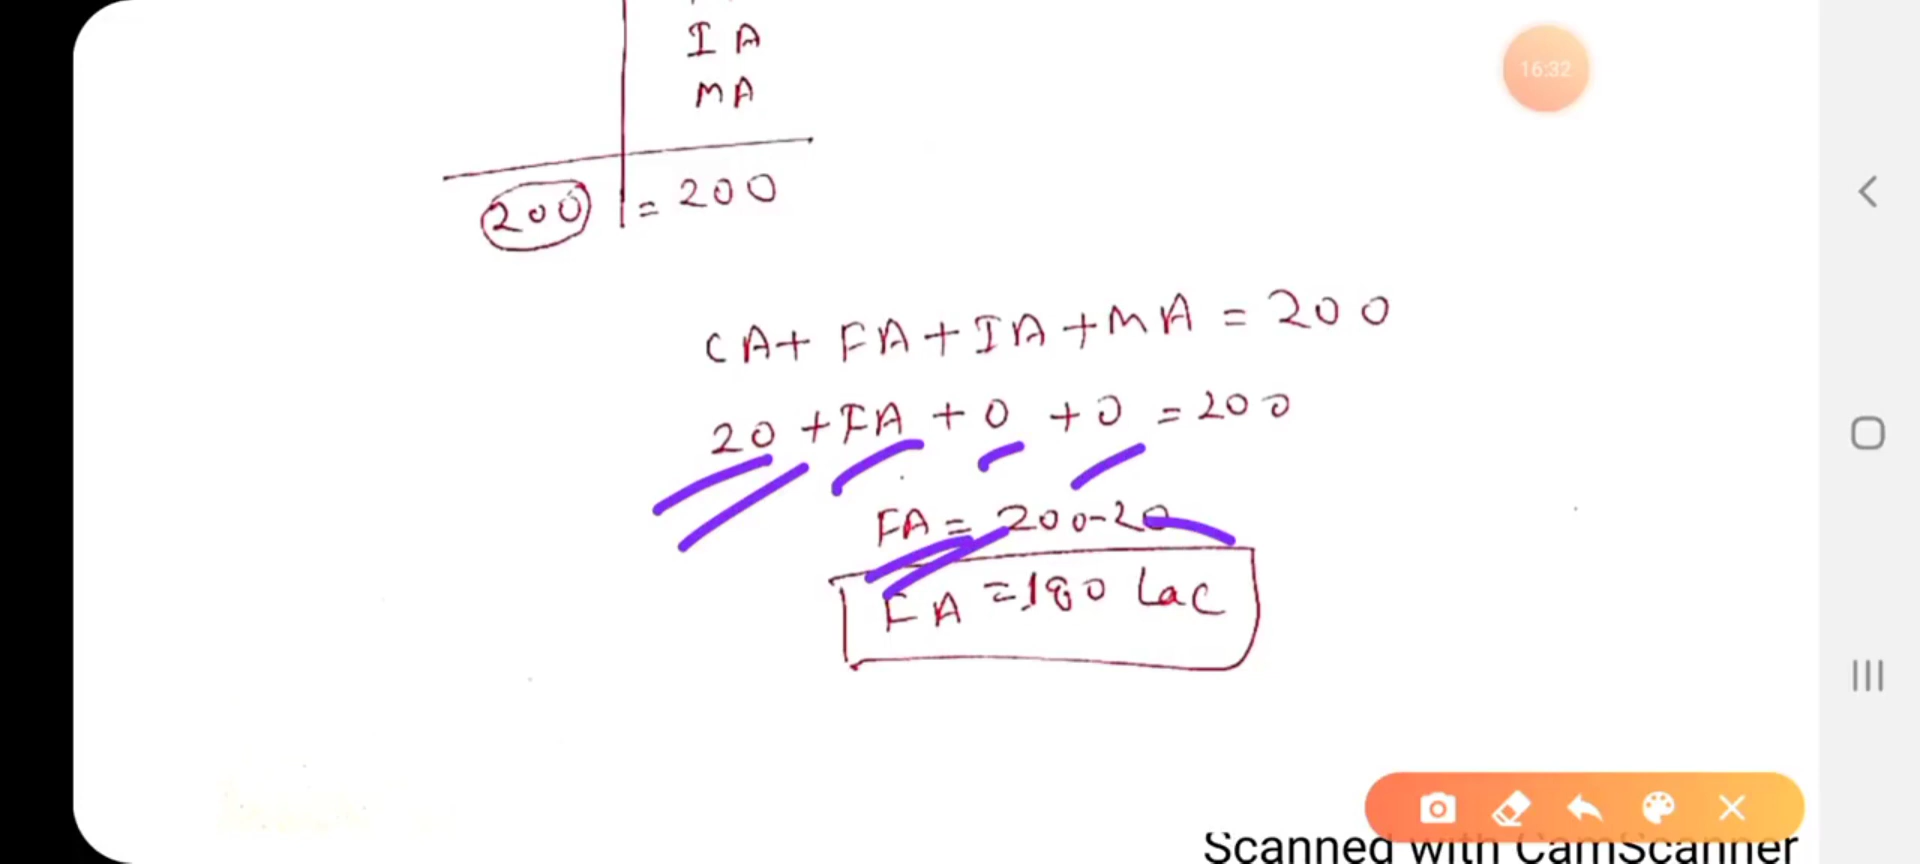 I A
16:32
M A
200 = 200
CA + FA + IA + MA = 200
20 + FA + 0 + 0 = 200
FA = 200-20
FA = 180 Lac
Scanned with CamScanner